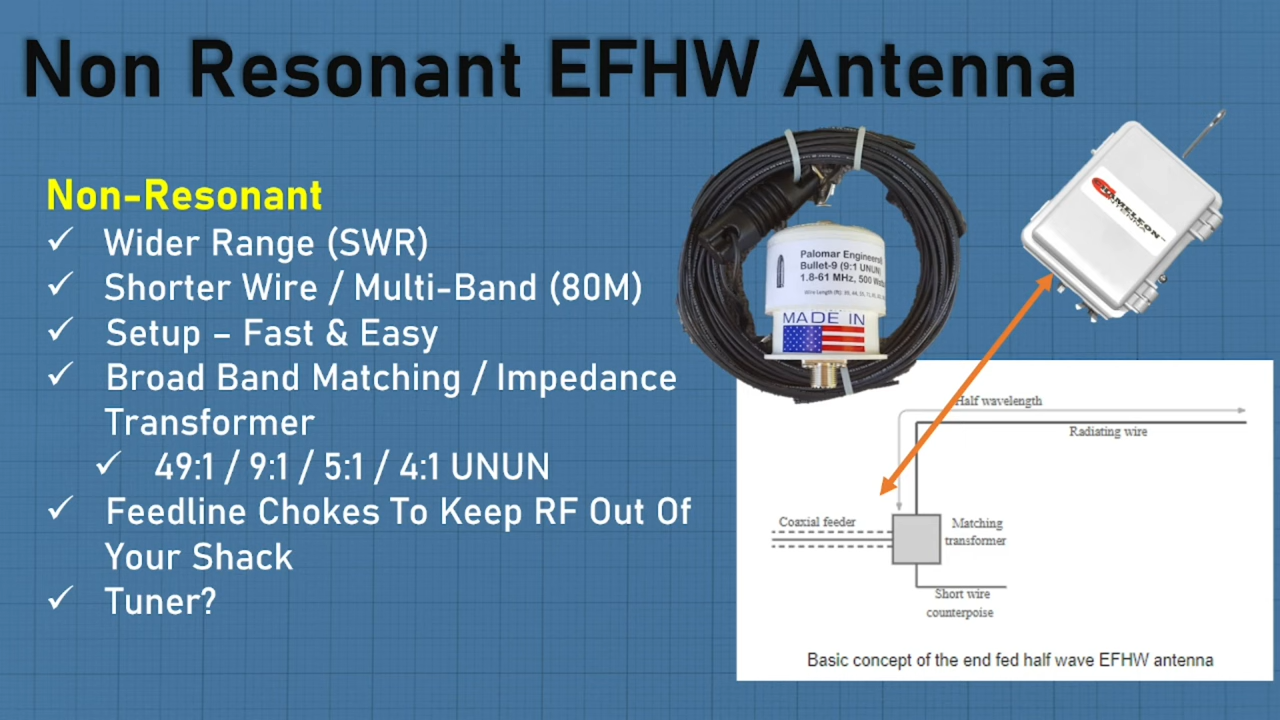 Non Resonant EFHW Antenna
Non-Resonant
✓ Wider Range (SWR)
✓ Shorter Wire / Multi-Band (80M)
✓ Setup – Fast & Easy
✓ Broad Band Matching / Impedance
Transformer
✓ 49:1 / 9:1 / 5:1 / 4:1 UNUN
✓ Feedline Chokes To Keep RF Out Of
Your Shack
✓ Tuner?
Palomar Engineers
Bullet-9 (9:1 UNUN)
1.8-61 MHz, 500 Watts
MADE IN
CHAMELEON
ANTENNA
Half wavelength
Radiating wire
Coaxial feeder
Matching
transformer
Short wire
counterpoise
Basic concept of the end fed half wave EFHW antenna